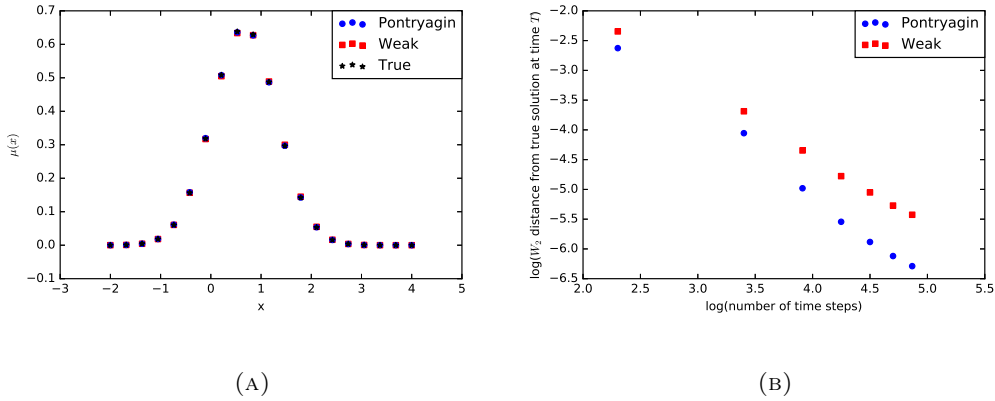 0.7
0.6
0.5
0.4
0.3
0.2
0.1
0.0
−0.1
μ(x)
−3 −2 −1 0 1 2 3 4 5
x
Pontryagin
Weak
True
(A)
−2.0
−2.5
−3.0
−3.5
−4.0
−4.5
−5.0
−5.5
−6.0
−6.5
log(W₂ distance from true solution at time T)
2.0 2.5 3.0 3.5 4.0 4.5 5.0 5.5
log(number of time steps)
Pontryagin
Weak
(B)